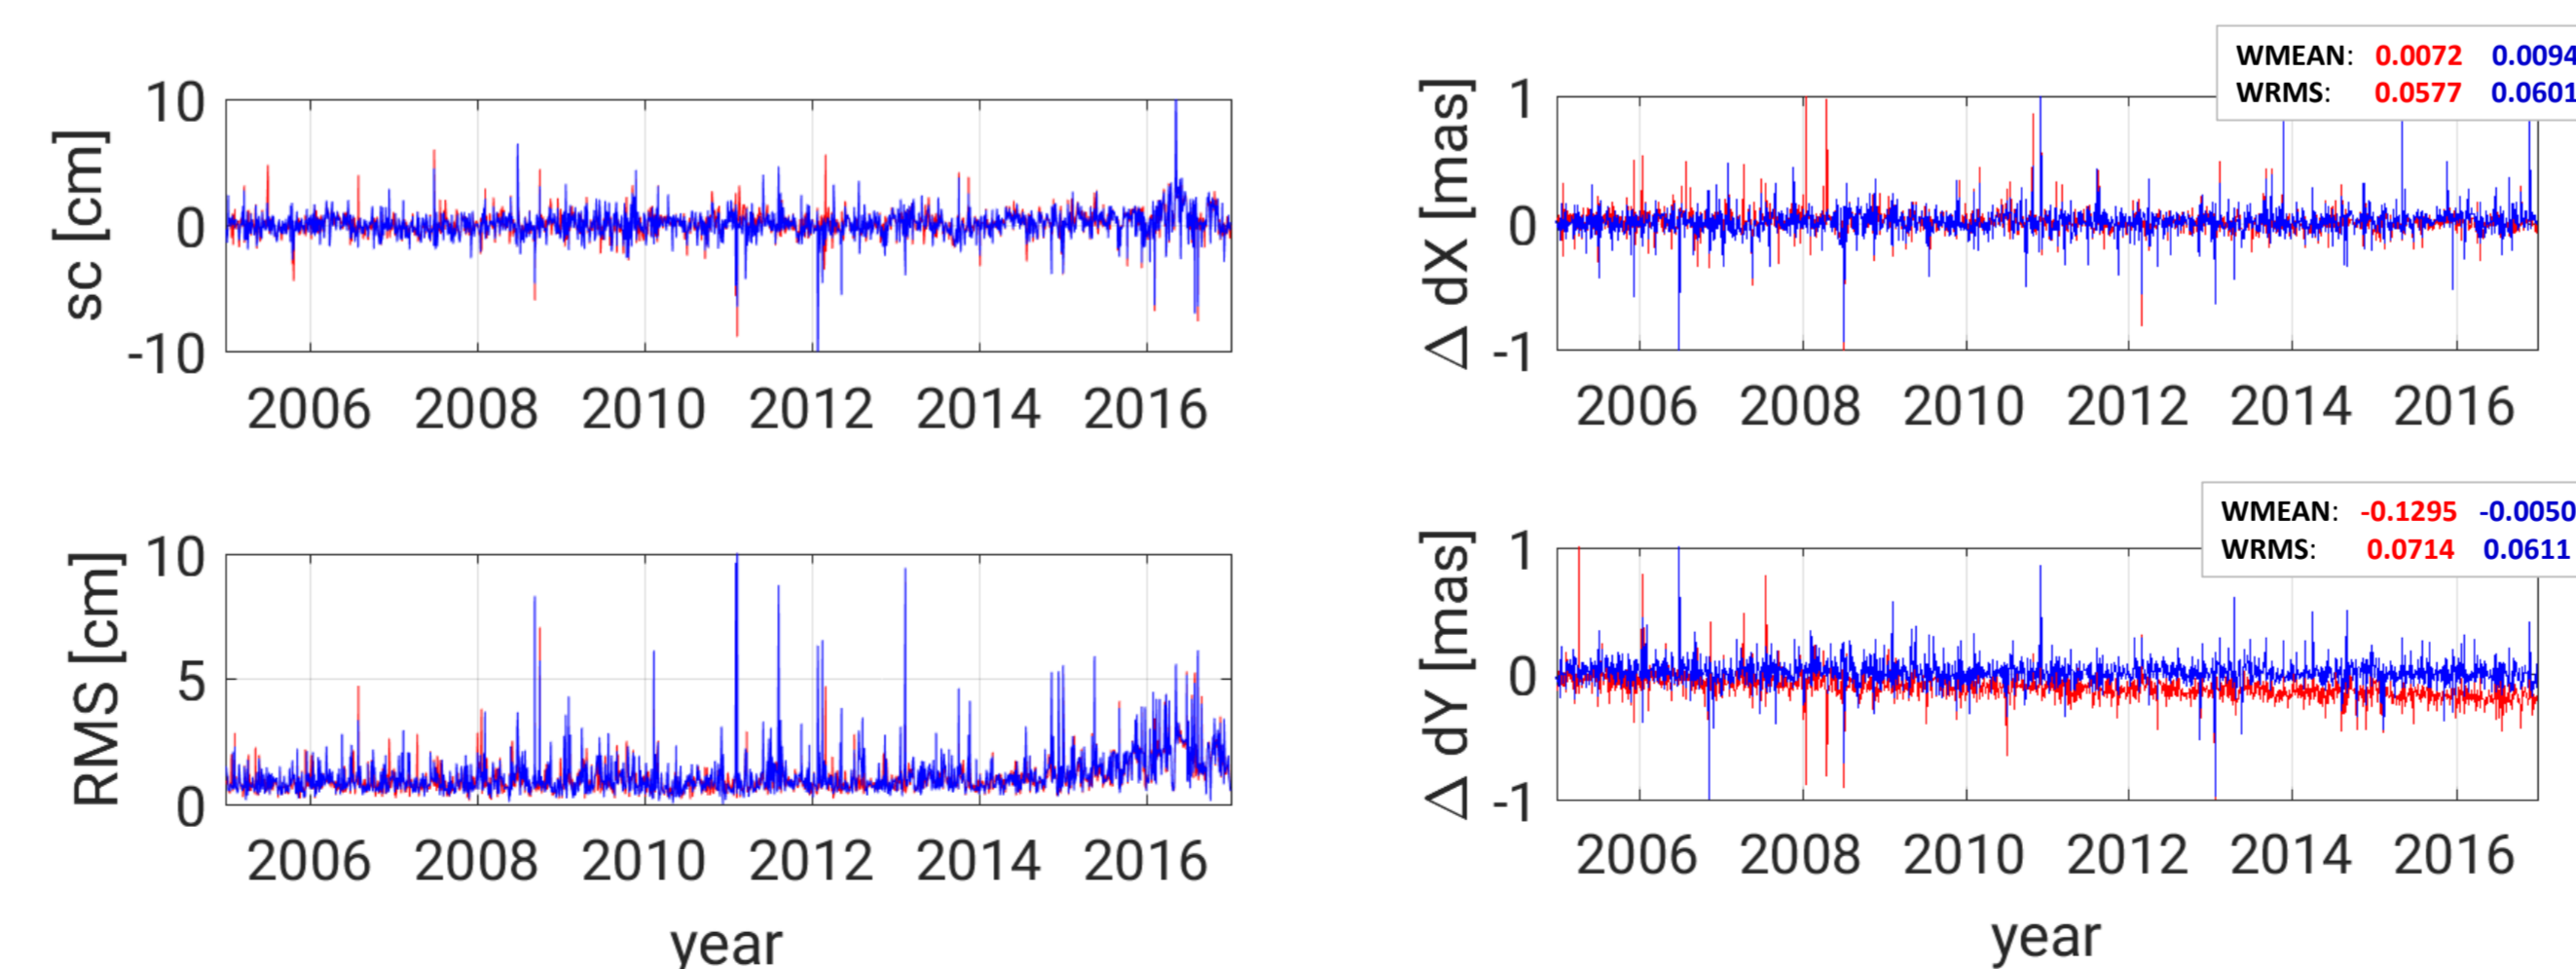 sc [cm]
10
0
-10
2006 2008 2010 2012 2014 2016
RMS [cm]
10
5
0
2006 2008 2010 2012 2014 2016
year
WMEAN: 0.0072 0.0094
WRMS: 0.0577 0.0601
Δ dX [mas]
1
0
-1
2006 2008 2010 2012 2014 2016
WMEAN: -0.1295 -0.0050
WRMS: 0.0714 0.0611
Δ dY [mas]
1
0
-1
2006 2008 2010 2012 2014 2016
year